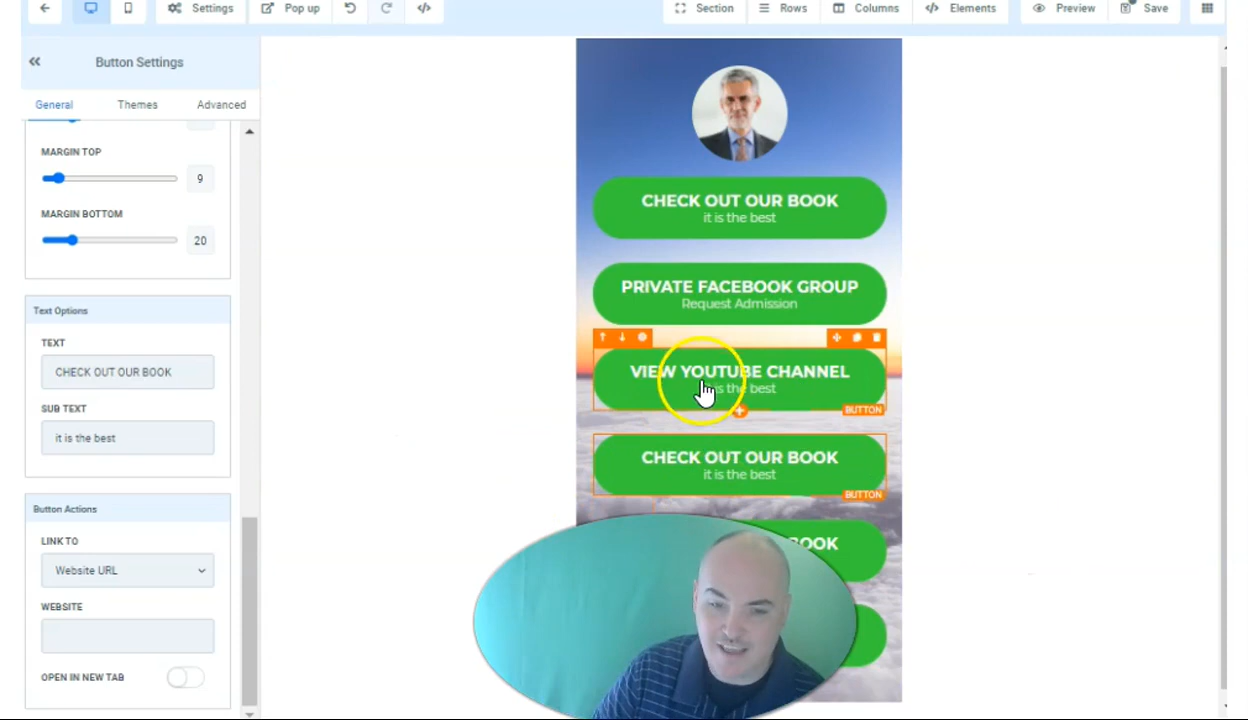 Settings
Pop up
Section
Rows
Columns
Elements
Preview
Save
Button Settings
General
Themes
Advanced
MARGIN TOP
9
MARGIN BOTTOM
20
Text Options
TEXT
CHECK OUT OUR BOOK
SUB TEXT
it is the best
Button Actions
LINK TO
Website URL
WEBSITE
OPEN IN NEW TAB
CHECK OUT OUR BOOK
it is the best
PRIVATE FACEBOOK GROUP
Request Admission
VIEW YOUTUBE CHANNEL
is the best
BUTTON
CHECK OUT OUR BOOK
it is the best
BUTTON